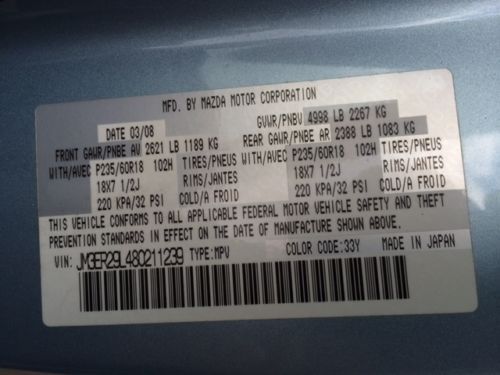 MFD. BY MAZDA MOTOR CORPORATION
DATE 03/08 GVWR/PNBV 4998 LB 2267 KG
FRONT GAWR/PNBE AV 2621 LB 1189 KG REAR GAWR/PNBE AR 2388 LB 1083 KG
WITH/AVEC P235/60R18 102H TIRES/PNEUS WITH/AVEC P235/60R18 102H TIRES/PNEUS
18X7 1/2J RIMS/JANTES 18X7 1/2J RIMS/JANTES
220 KPA/32 PSI COLD/A FROID 220 KPA/32 PSI COLD/A FROID
THIS VEHICLE CONFORMS TO ALL APPLICABLE FEDERAL MOTOR VEHICLE SAFETY AND THEFT
PREVENTION STANDARDS IN EFFECT ON THE DATE OF MANUFACTURE SHOWN ABOVE.
VIN: JM3ER29L480211239 TYPE:MPV COLOR CODE:33Y MADE IN JAPAN